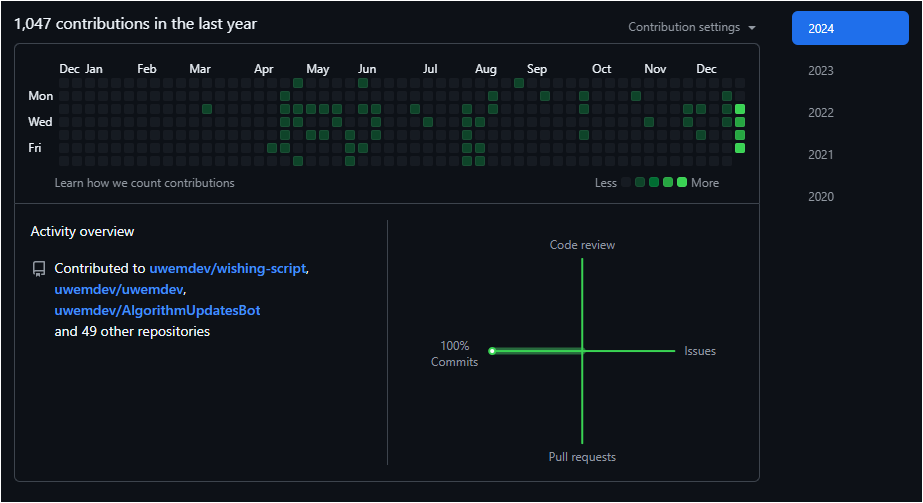 1,047 contributions in the last year
Contribution settings
2024
2023
2022
2021
2020
Dec Jan Feb Mar Apr May Jun Jul Aug Sep Oct Nov Dec
Mon
Wed
Fri
Learn how we count contributions
Less More
Activity overview
Contributed to uwemdev/wishing-script,
uwemdev/uwemdev,
uwemdev/AlgorithmUpdatesBot
and 49 other repositories
Code review
100%
Commits
Issues
Pull requests